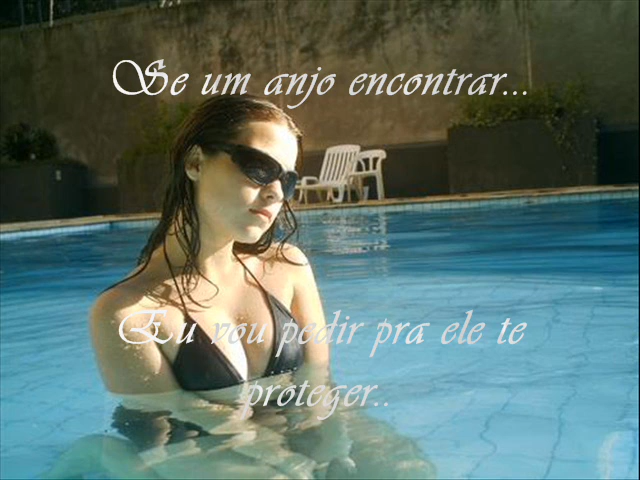 Se um anjo encontrar...
Eu vou pedir pra ele te
proteger..